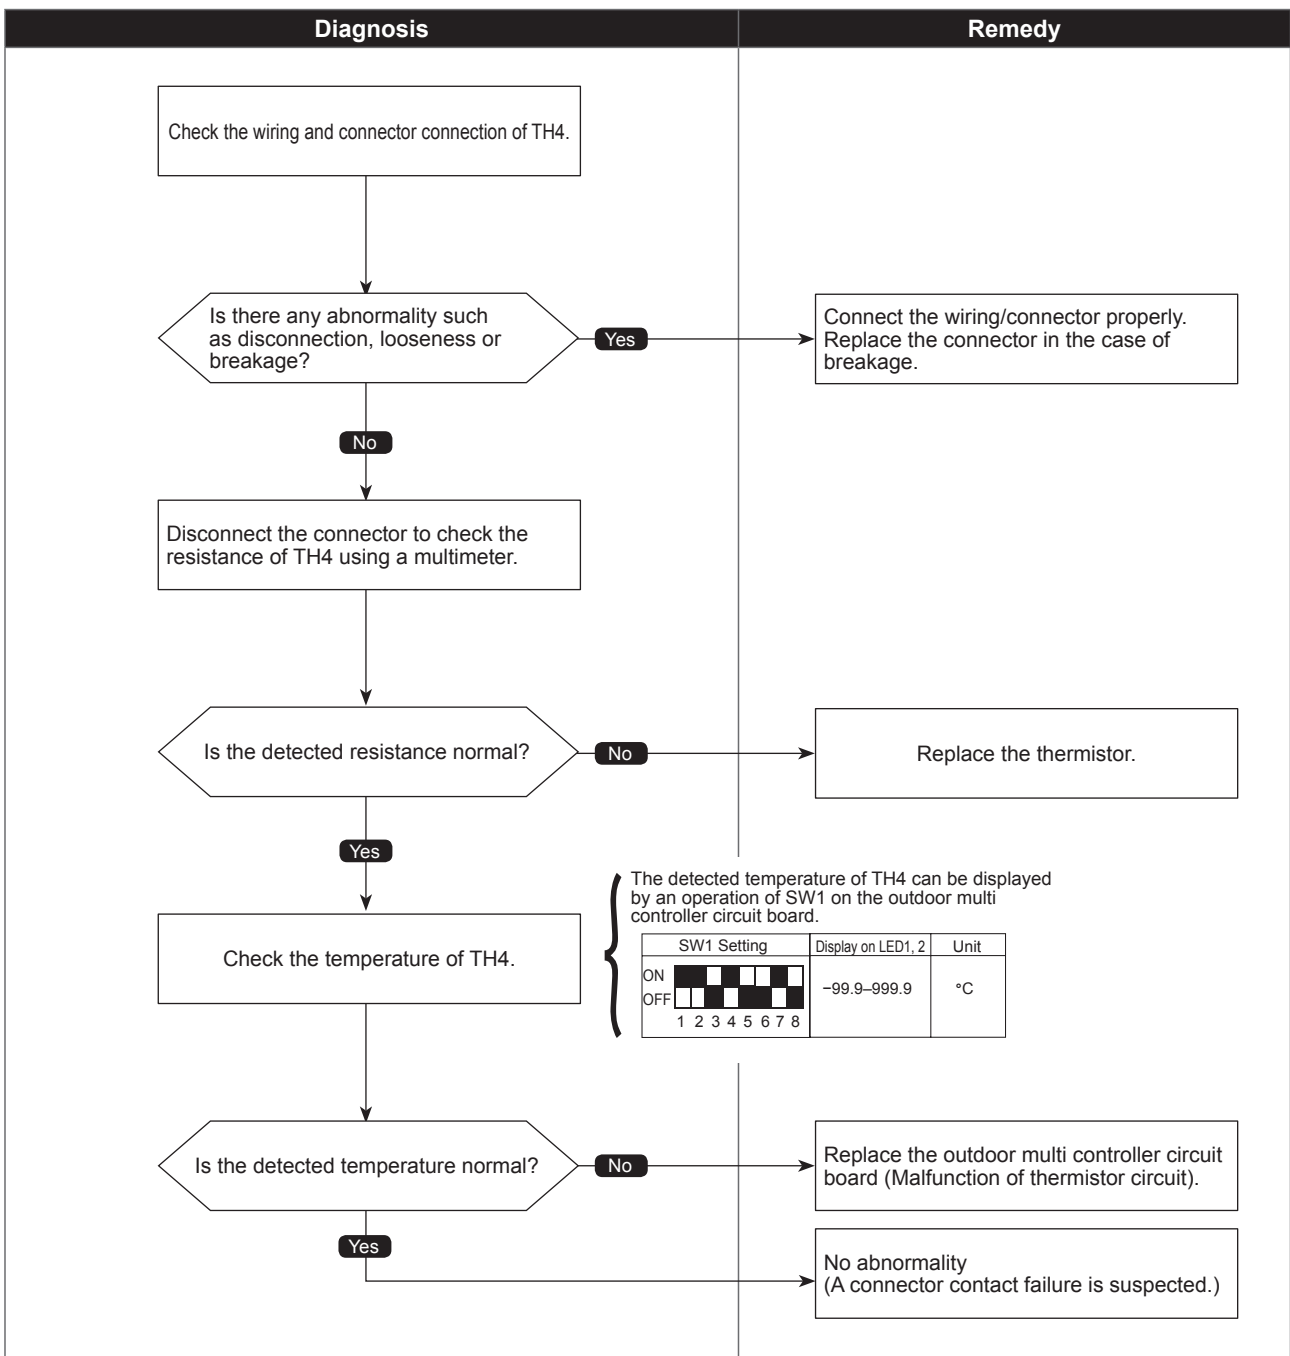 Diagnosis
Remedy
Check the wiring and connector connection of TH4.
Is there any abnormality such
as disconnection, looseness or
breakage?
Yes
Connect the wiring/connector properly.
Replace the connector in the case of
breakage.
No
Disconnect the connector to check the
resistance of TH4 using a multimeter.
Is the detected resistance normal?
No
Replace the thermistor.
Yes
Check the temperature of TH4.
The detected temperature of TH4 can be displayed
by an operation of SW1 on the outdoor multi
controller circuit board.
SW1 Setting
Display on LED1, 2
Unit
ON
OFF
1 2 3 4 5 6 7 8
−99.9–999.9
°C
Is the detected temperature normal?
No
Replace the outdoor multi controller circuit
board (Malfunction of thermistor circuit).
Yes
No abnormality
(A connector contact failure is suspected.)